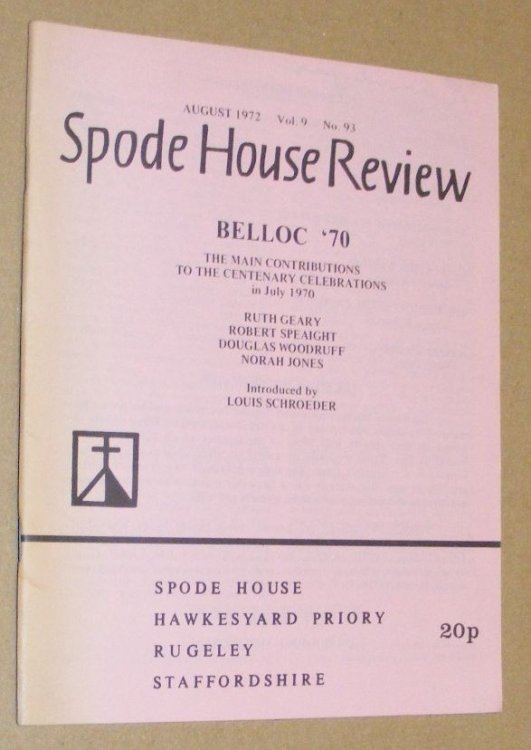 AUGUST 1972 Vol. 9 No. 93
Spode House Review
BELLOC '70
THE MAIN CONTRIBUTIONS
TO THE CENTENARY CELEBRATIONS
in July 1970
RUTH GEARY
ROBERT SPEAIGHT
DOUGLAS WOODRUFF
NORAH JONES
Introduced by
LOUIS SCHROEDER
SPODE HOUSE
HAWKESYARD PRIORY
RUGELEY
STAFFORDSHIRE
20p